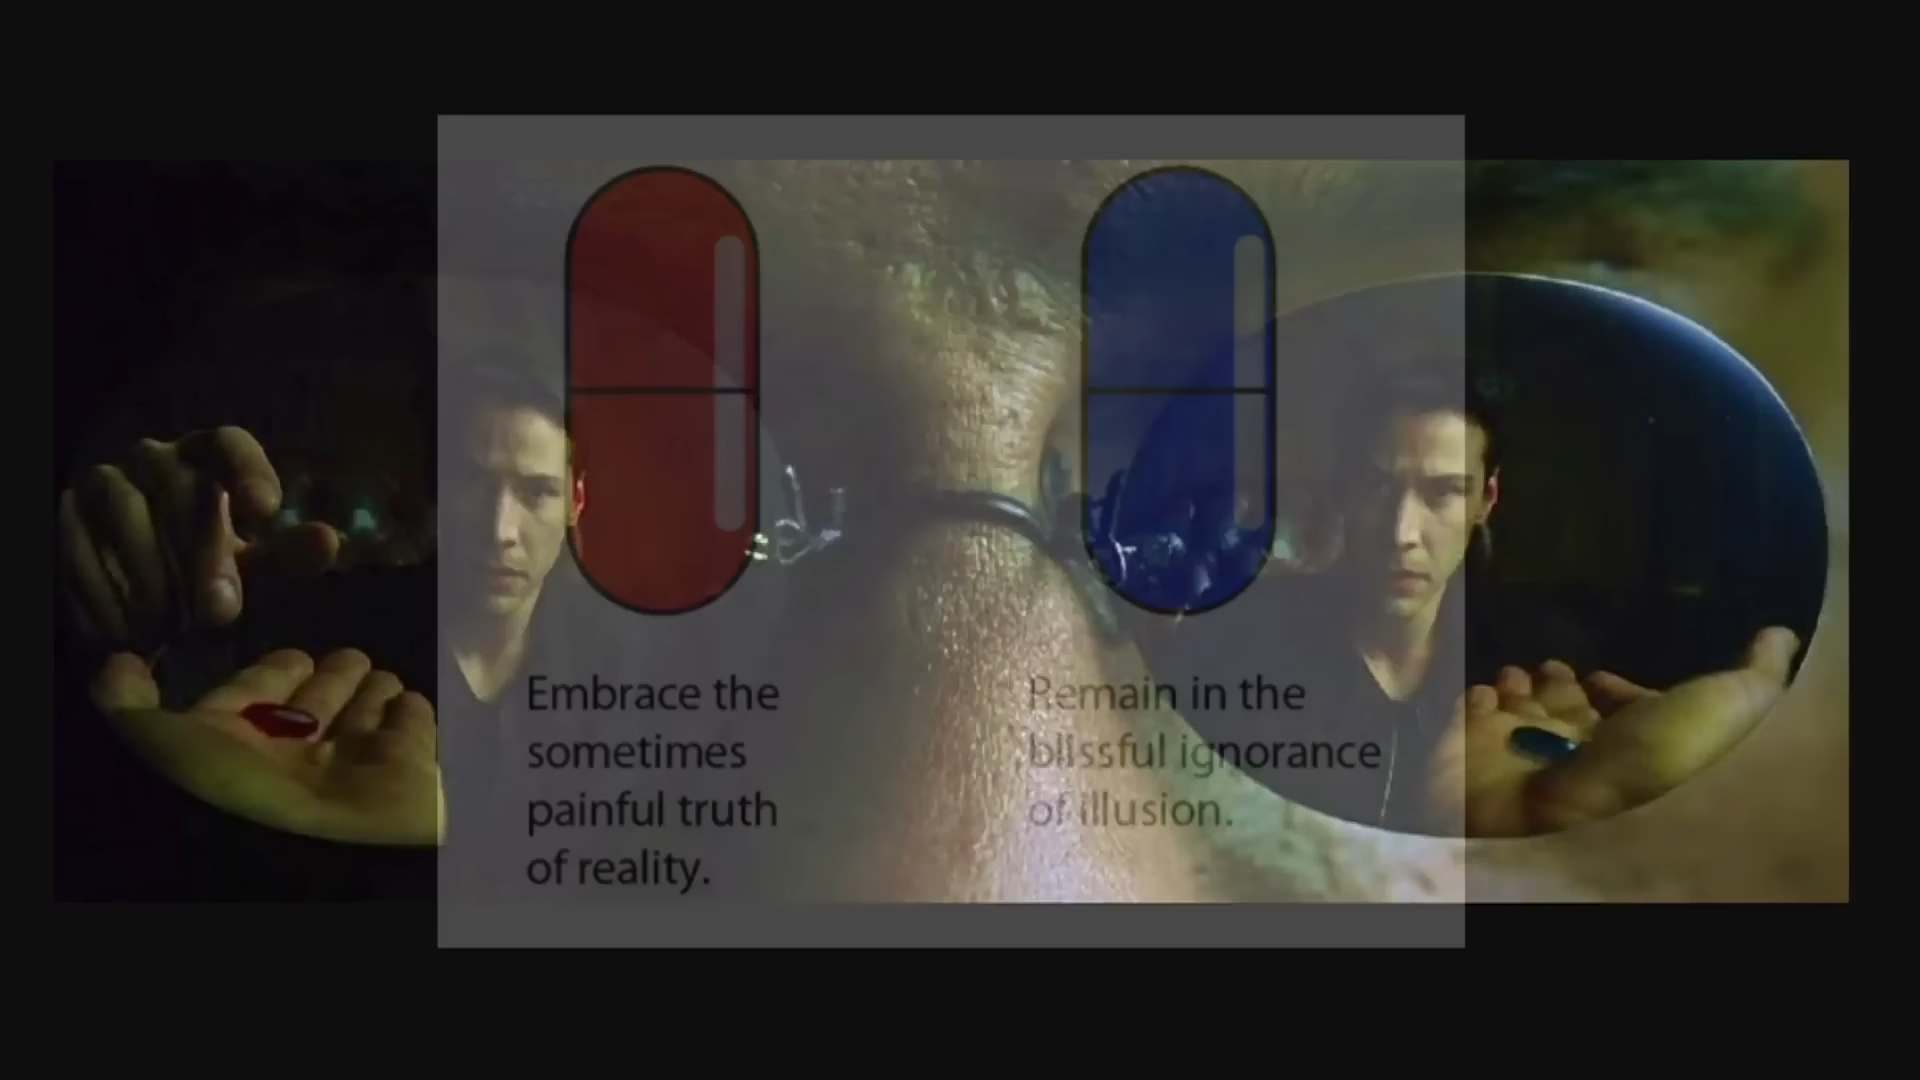 Embrace the
sometimes
painful truth
of reality.
Remain in the
blissful ignorance
of illusion.